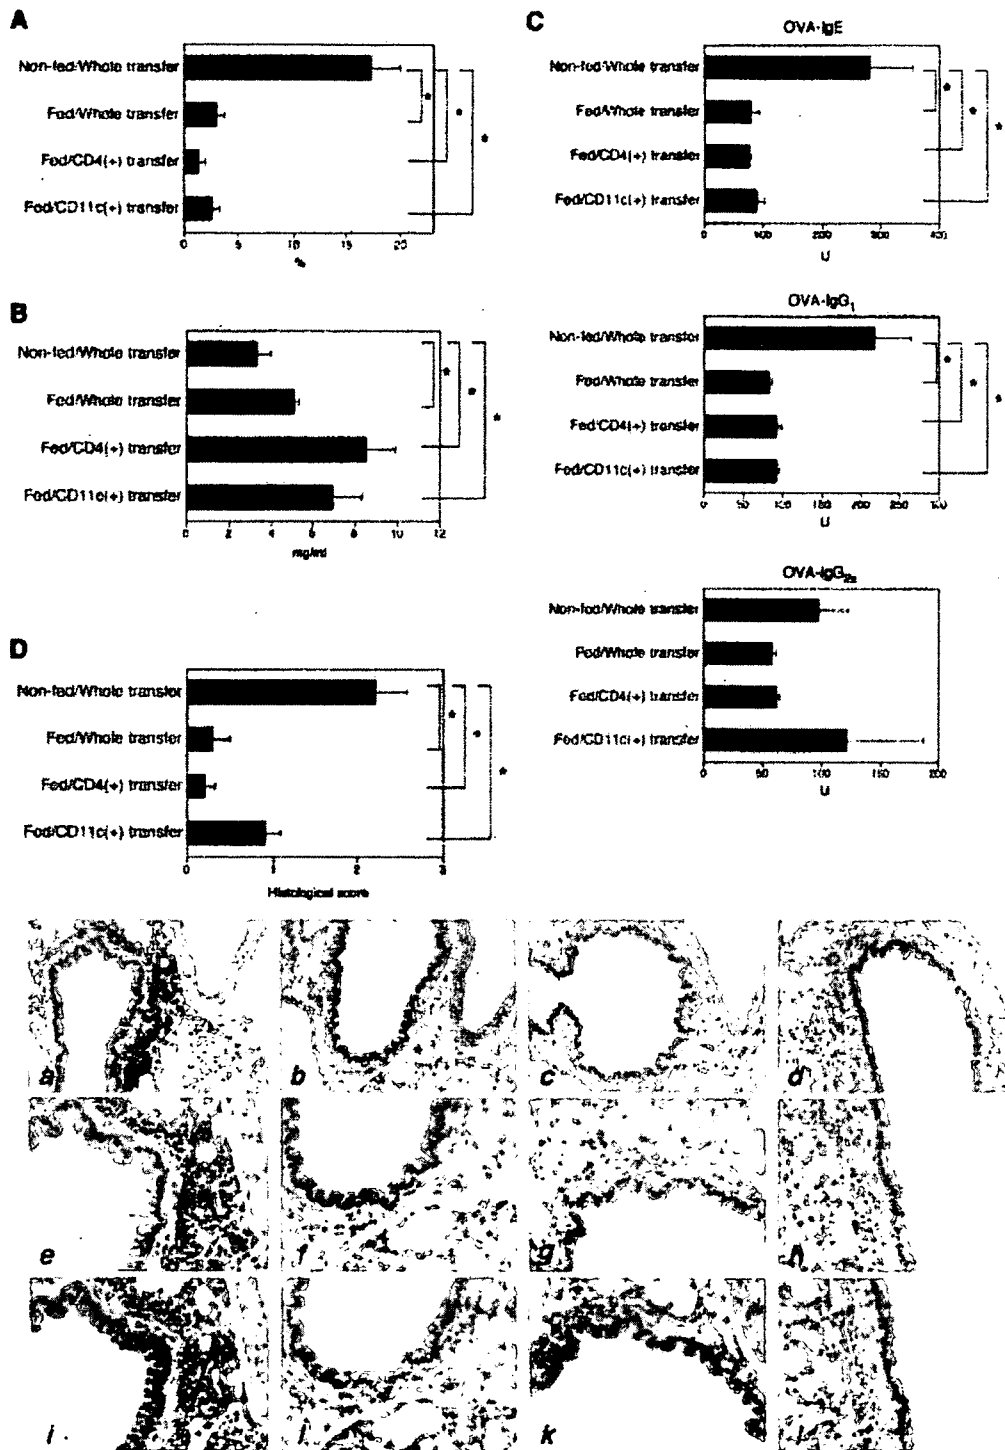 A
Non-fed/Whole transfer
Fed/Whole transfer
Fed/CD4(+) transfer
Fed/CD11c(+) transfer
0 5 10 15 20
%
B
Non-fed/Whole transfer
Fed/Whole transfer
Fed/CD4(+) transfer
Fed/CD11c(+) transfer
0 2 4 6 8 10 12
mg/ml
C
OVA-IgE
Non-fed/Whole transfer
Fed/Whole transfer
Fed/CD4(+) transfer
Fed/CD11c(+) transfer
0 100 200 300 400
U
OVA-IgG1
Non-fed/Whole transfer
Fed/Whole transfer
Fed/CD4(+) transfer
Fed/CD11c(+) transfer
0 50 100 150 200 250 300
U
OVA-IgG2a
Non-fed/Whole transfer
Fed/Whole transfer
Fed/CD4(+) transfer
Fed/CD11c(+) transfer
0 50 100 150 200
U
D
Non-fed/Whole transfer
Fed/Whole transfer
Fed/CD4(+) transfer
Fed/CD11c(+) transfer
0 1 2 3
Histological score
a b c d
e f g h
i j k l